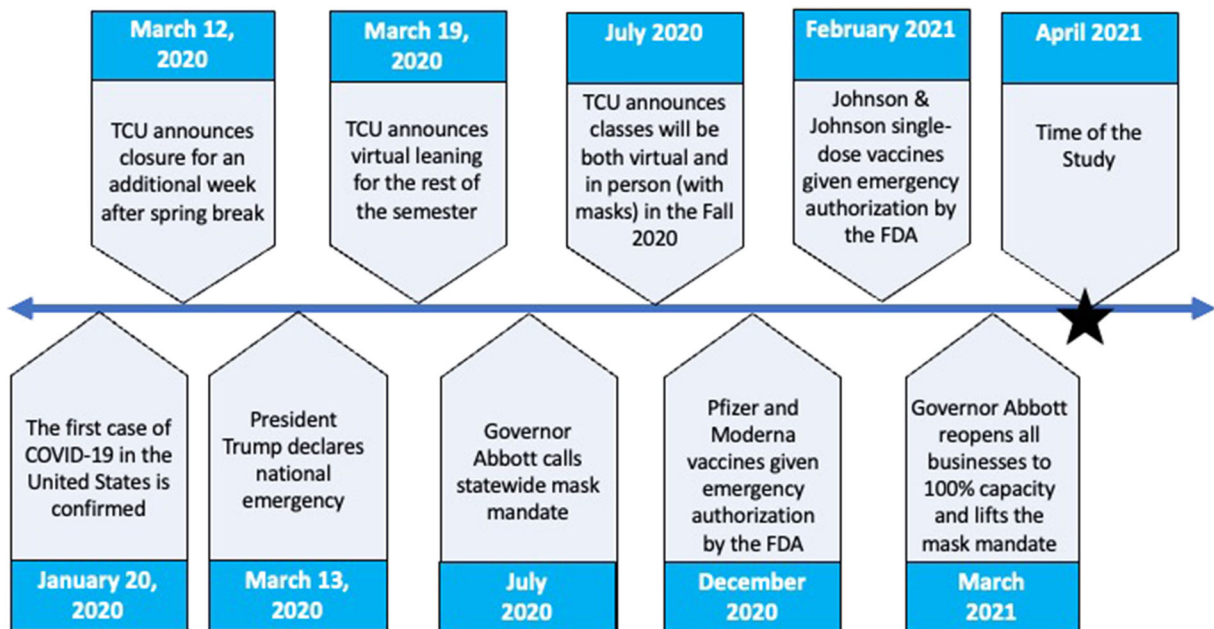 March 12,
2020
TCU announces
closure for an
additional week
after spring break
March 19,
2020
TCU announces
virtual leaning
for the rest of
the semester
July 2020
TCU announces
classes will be
both virtual and
in person (with
masks) in the Fall
2020
February 2021
Johnson &
Johnson single-
dose vaccines
given emergency
authorization by
the FDA
April 2021
Time of the
Study
The first case of
COVID-19 in the
United States is
confirmed
January 20,
2020
President
Trump declares
national
emergency
March 13,
2020
Governor
Abbott calls
statewide mask
mandate
July
2020
Pfizer and
Moderna
vaccines given
emergency
authorization
by the FDA
December
2020
Governor Abbott
reopens all
businesses to
100% capacity
and lifts the
mask mandate
March
2021